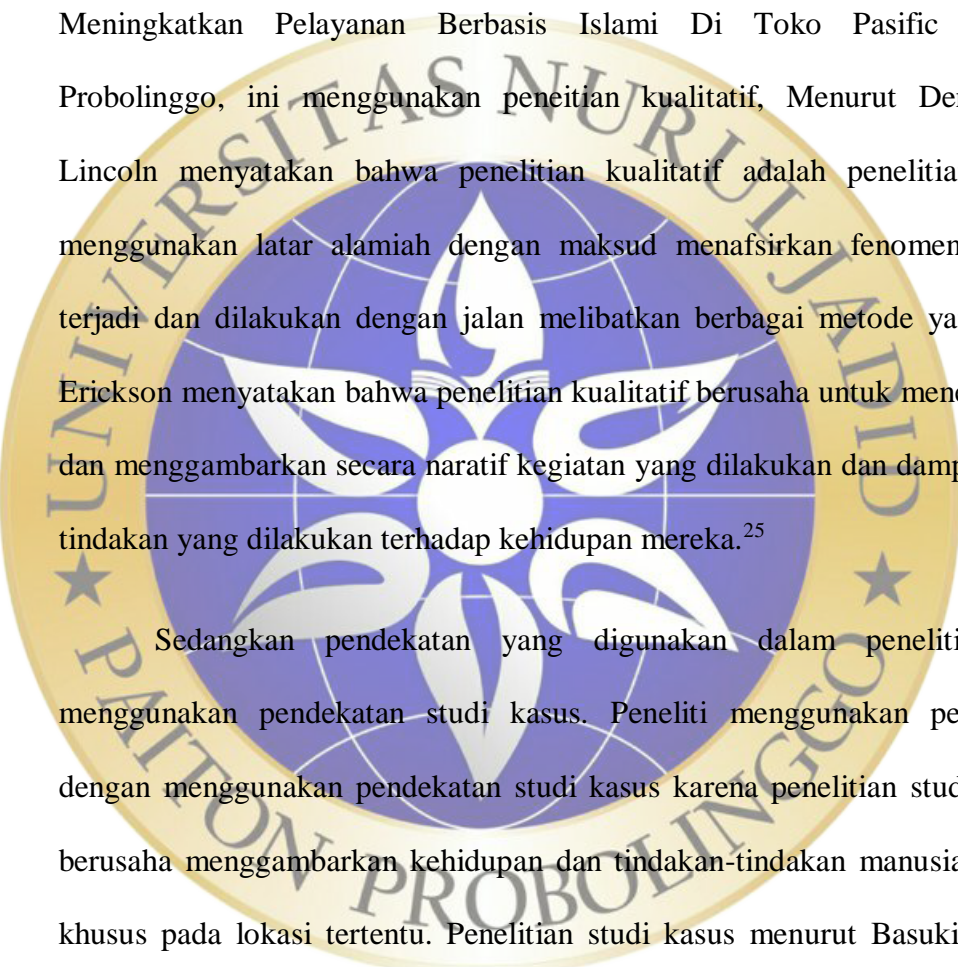 Meningkatkan Pelayanan Berbasis Islami Di Toko Pasific
Probolinggo, ini menggunakan peneitian kualitatif, Menurut
Lincoln menyatakan bahwa penelitian kualitatif adalah
menggunakan latar alamiah dengan maksud menafsirkan
terjadi dan dilakukan dengan jalan melibatkan berbagai metode
Erickson menyatakan bahwa penelitian kualitatif berusaha untuk
dan menggambarkan secara naratif kegiatan yang dilakukan dan
tindakan yang dilakukan terhadap kehidupan mereka.25
Sedangkan pendekatan yang digunakan dalam
menggunakan pendekatan studi kasus. Peneliti menggunakan
dengan menggunakan pendekatan studi kasus karena penelitian
berusaha menggambarkan kehidupan dan tindakan-tindakan manusia
khusus pada lokasi tertentu. Penelitian studi kasus menurut Basuki
UNIVERSITAS NURUL JADID
PAITON PROBOLINGGO